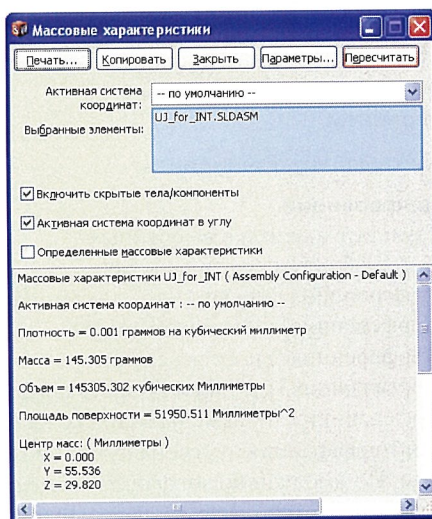 Массовые характеристики
Печать... Копировать Закрыть Параметры... Пересчитать
Активная система координат: -- по умолчанию --
Выбранные элементы: UJ_for_INT.SLDASM
Включить скрытые тела/компоненты
Активная система координат в углу
Определенные массовые характеристики
Массовые характеристики UJ_for_INT ( Assembly Configuration - Default )
Активная система координат : -- по умолчанию --
Плотность = 0.001 граммов на кубический миллиметр
Масса = 145.305 граммов
Объем = 145305.302 кубических Миллиметры
Площадь поверхности = 51950.511 Миллиметры^2
Центр масс: ( Миллиметры )
X = 0.000
Y = 55.536
Z = 29.820